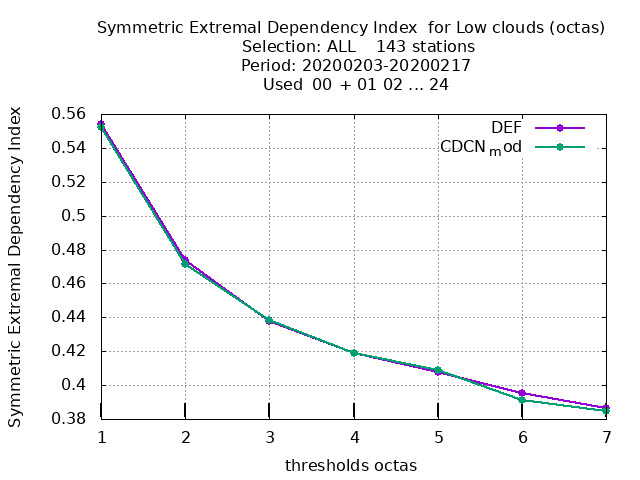 Symmetric Extremal Dependency Index  for Low clouds (octas)
Selection: ALL    143 stations
Period: 20200203-20200217
Used  00 + 01 02 ... 24
Symmetric Extremal Dependency Index
0.56
0.54
0.52
0.5
0.48
0.46
0.44
0.42
0.4
0.38
DEF
CDCNmod
1 2 3 4 5 6 7
thresholds octas